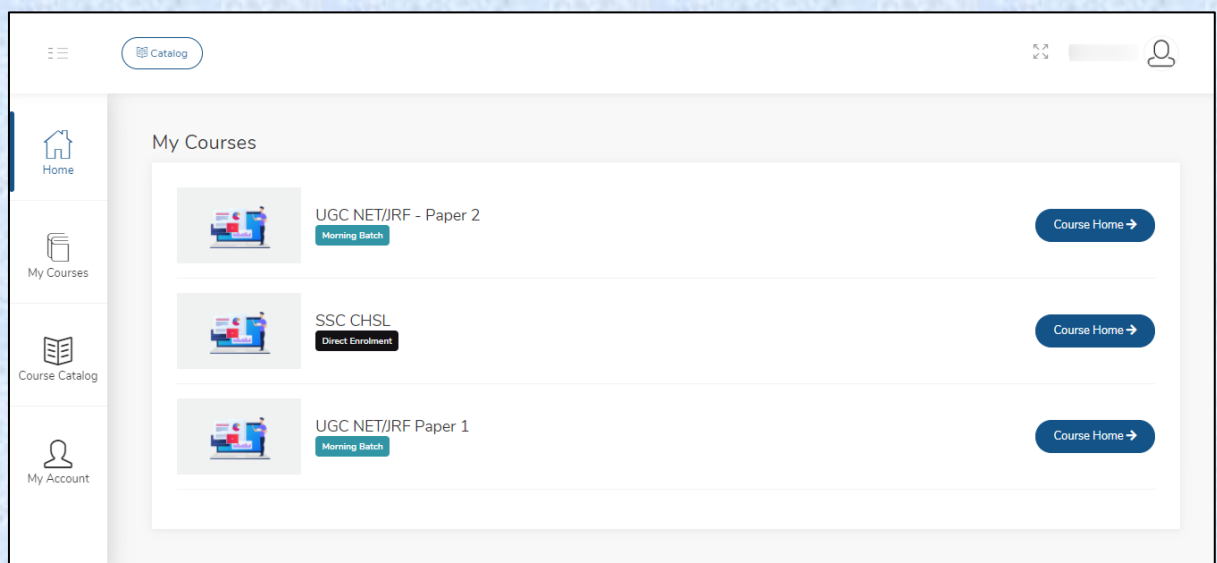 Catalog
Home
My Courses
Course Catalog
My Account
My Courses
UGC NET/JRF - Paper 2
Morning Batch
Course Home
SSC CHSL
Direct Enrolment
Course Home
UGC NET/JRF Paper 1
Morning Batch
Course Home